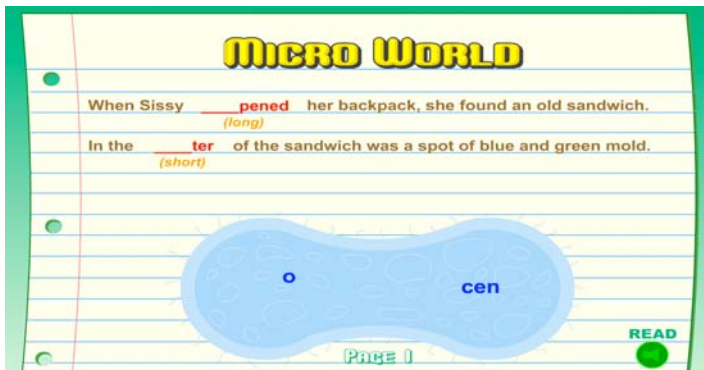 MICRO WORLD
When Sissy ____pened her backpack, she found an old sandwich.
(long)
In the ____ter of the sandwich was a spot of blue and green mold.
(short)
o cen
READ
PAGE 1